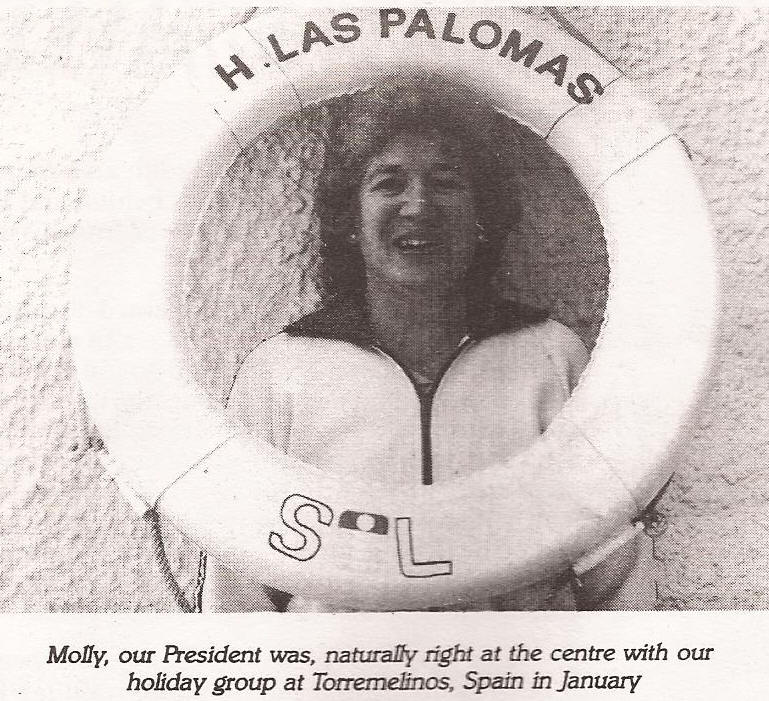 H. LAS PALOMAS
SOL
Molly, our President was, naturally right at the centre with our
holiday group at Torremelinos, Spain in January